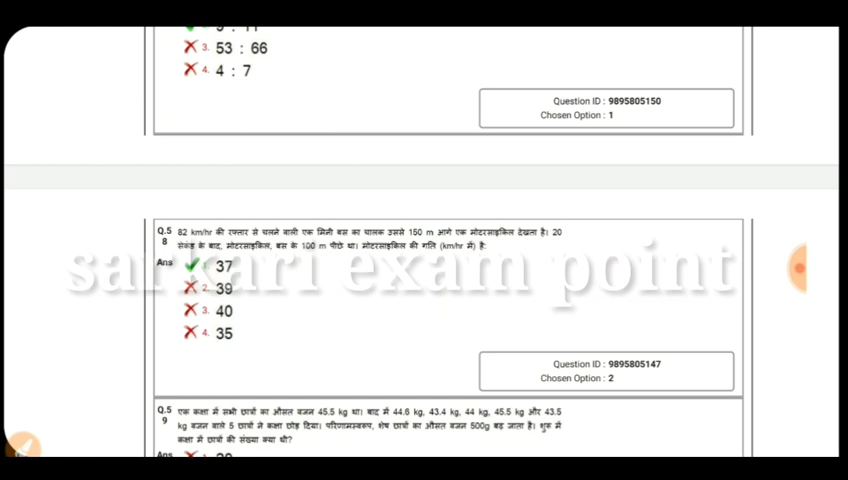 3. 53 : 66
4. 4 : 7
Question ID : 9895805150
Chosen Option : 1
Q.5 82 km/hr की रफ्तार से चलने वाली एक मिनी बस का चालक उससे 150 m आगे एक मोटरसाइकिल देखता है। 20
8 सेकंड के बाद, मोटरसाइकिल, बस के 100 m पीछे था। मोटरसाइकिल की गति (km/hr में) है:
sarkari exam point
Ans 37
2. 39
3. 40
4. 35
Question ID : 9895805147
Chosen Option : 2
Q.5 एक कक्षा में सभी छात्रों का औसत वजन 45.5 kg था। बाद में 44.6 kg, 43.4 kg, 44 kg, 45.5 kg और 43.5
9 kg वजन वाले 5 छात्रों ने कक्षा छोड़ दिया। परिणामस्वरूप, शेष छात्रों का औसत वजन 500g बढ़ जाता है। शुरू में
कक्षा में छात्रों की संख्या क्या थी?
Ans